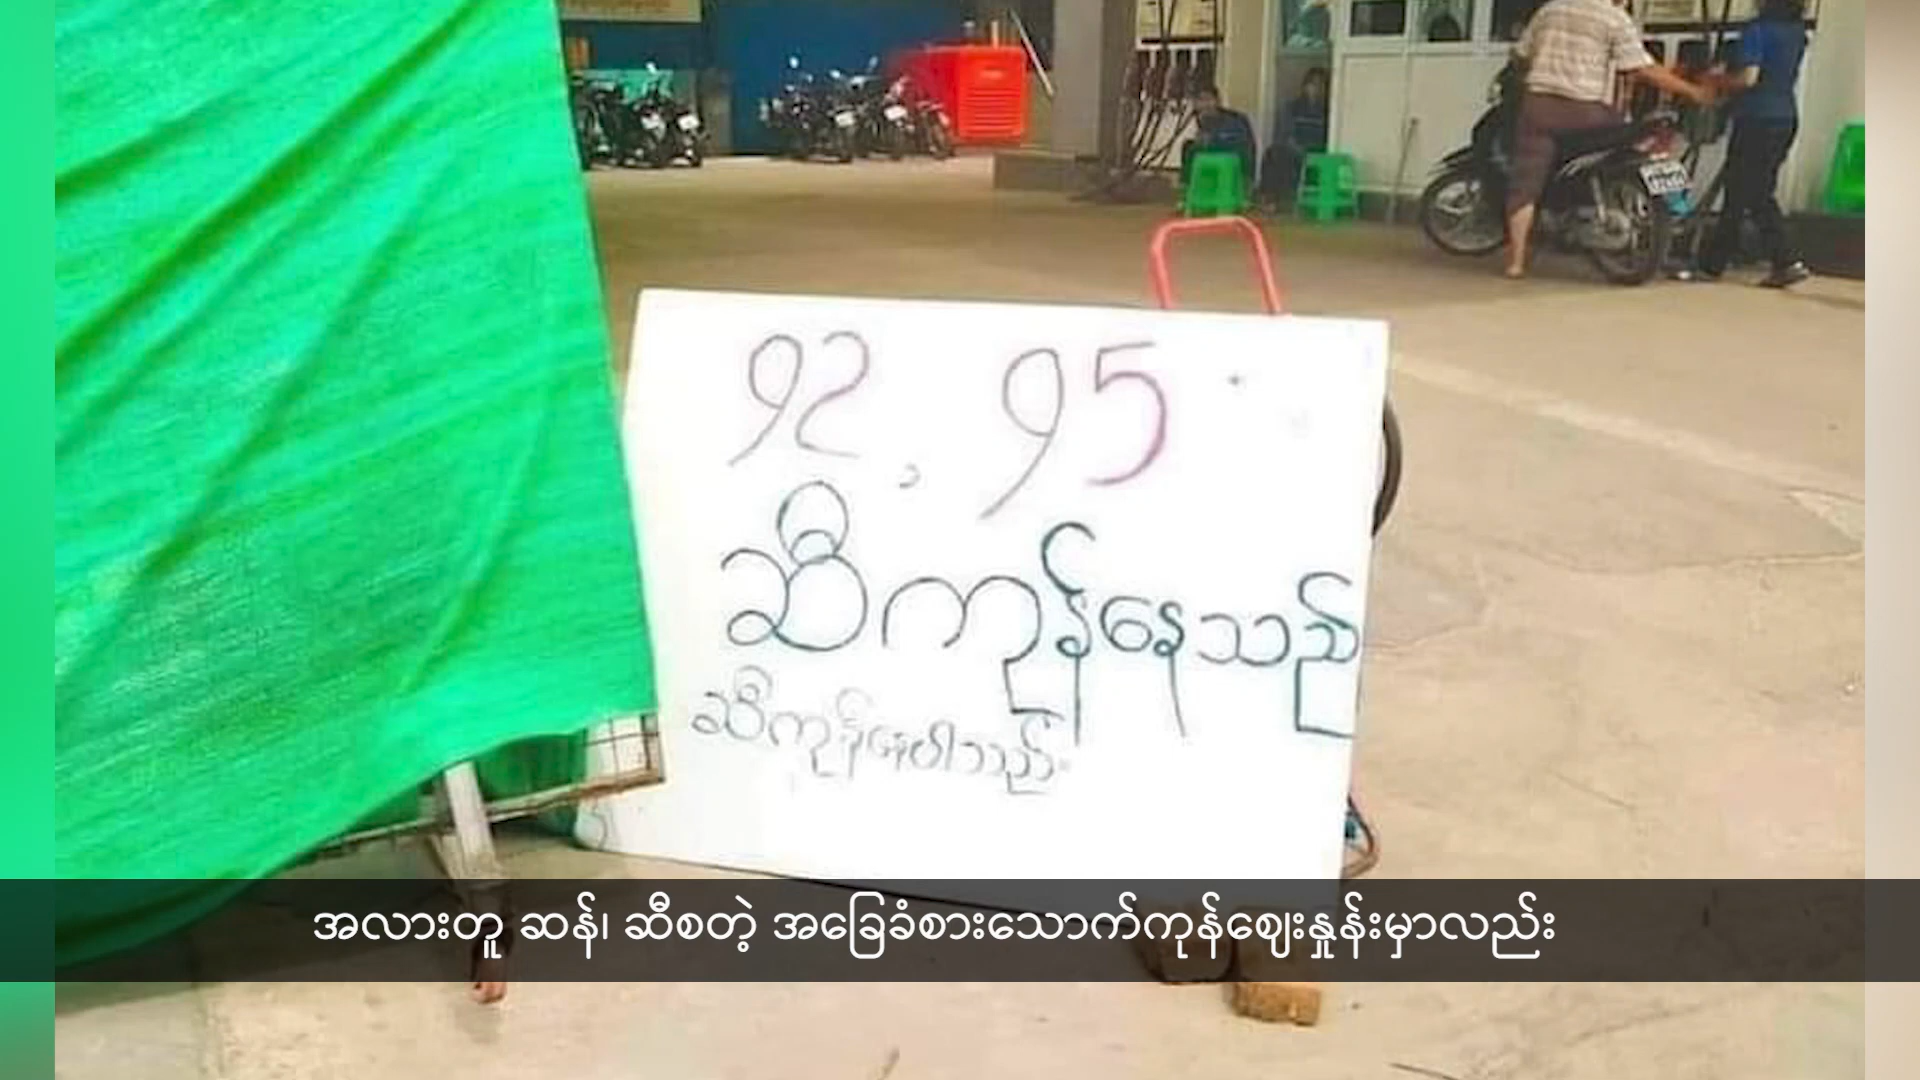 92 , 95
ဆီကုန်နေသည်
ဆီကုန်နေပါသည်
အလားတူ ဆန်၊ ဆီစတဲ့ အခြေခံစားသောက်ကုန်ဈေးနှုန်းမှာလည်း